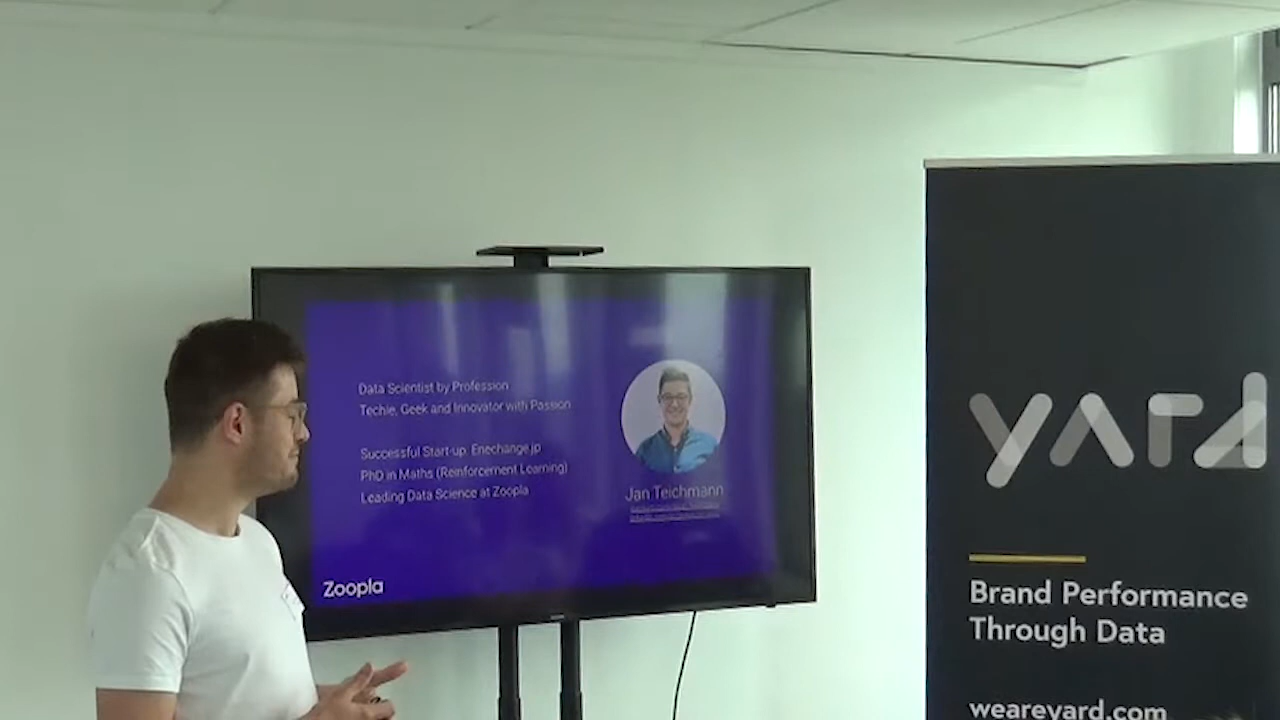 Data Scientist by Profession
Techie, Geek and Innovator with Passion
Successful Start-up: Enechange.jp
PhD in Maths (Reinforcement Learning)
Leading Data Science at Zoopla
Jan Teichmann
Zoopla
yard
Brand Performance
Through Data
weareyard.com